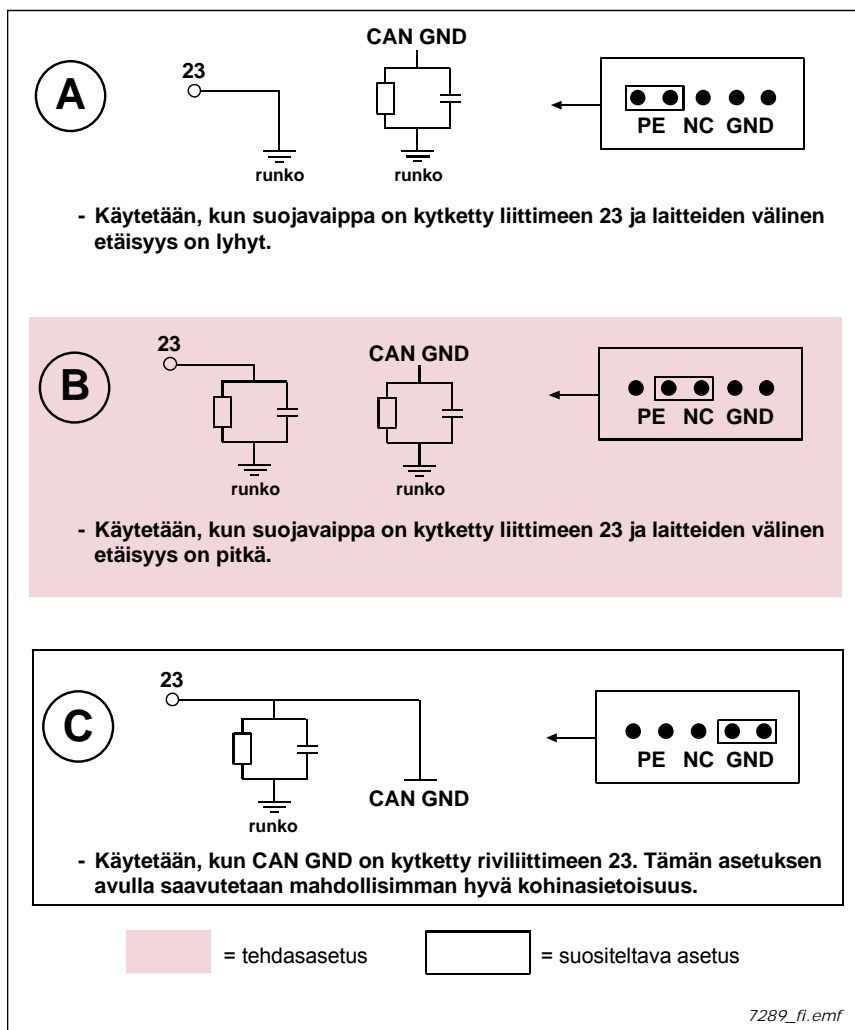 A
23
runko
CAN GND
runko
PE NC GND
- Käytetään, kun suojavaippa on kytketty liittimeen 23 ja laitteiden välinen
etäisyys on lyhyt.
B
23
runko
CAN GND
runko
PE NC GND
- Käytetään, kun suojavaippa on kytketty liittimeen 23 ja laitteiden välinen
etäisyys on pitkä.
C
23
runko
CAN GND
PE NC GND
- Käytetään, kun CAN GND on kytketty riviliittimeen 23. Tämän asetuksen
avulla saavutetaan mahdollisimman hyvä kohinasietoisuus.
= tehdasasetus
= suositeltava asetus
7289_fi.emf